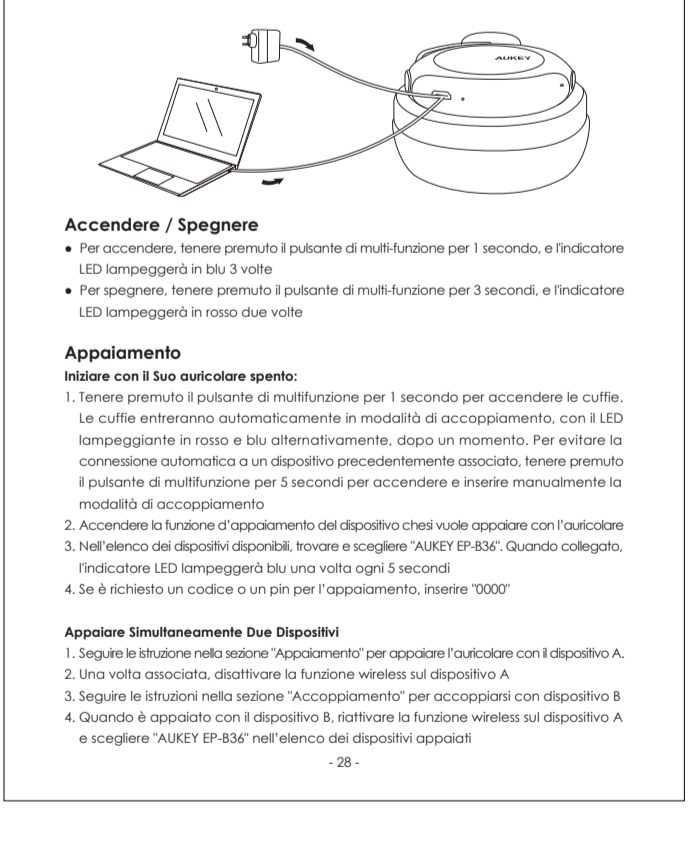 AUKEY
Accendere / Spegnere
● Per accendere, tenere premuto il pulsante di multi-funzione per 1 secondo, e l'indicatore
LED lampeggerà in blu 3 volte
● Per spegnere, tenere premuto il pulsante di multi-funzione per 3 secondi, e l'indicatore
LED lampeggerà in rosso due volte
Appaiamento
Iniziare con il Suo auricolare spento:
1. Tenere premuto il pulsante di multifunzione per 1 secondo per accendere le cuffie.
Le cuffie entreranno automaticamente in modalità di accoppiamento, con il LED
lampeggiante in rosso e blu alternativamente, dopo un momento. Per evitare la
connessione automatica a un dispositivo precedentemente associato, tenere premuto
il pulsante di multifunzione per 5 secondi per accendere e inserire manualmente la
modalità di accoppiamento
2. Accendere la funzione d'appaiamento del dispositivo chesi vuole appaiare con l'auricolare
3. Nell'elenco dei dispositivi disponibili, trovare e scegliere "AUKEY EP-B36". Quando collegato,
l'indicatore LED lampeggerà blu una volta ogni 5 secondi
4. Se è richiesto un codice o un pin per l'appaiamento, inserire "0000"
Appaiare Simultaneamente Due Dispositivi
1. Seguire le istruzione nella sezione "Appaiamento" per appaiare l'auricolare con il dispositivo A.
2. Una volta associata, disattivare la funzione wireless sul dispositivo A
3. Seguire le istruzioni nella sezione "Accoppiamento" per accoppiarsi con dispositivo B
4. Quando è appaiato con il dispositivo B, riattivare la funzione wireless sul dispositivo A
e scegliere "AUKEY EP-B36" nell'elenco dei dispositivi appaiati
- 28 -